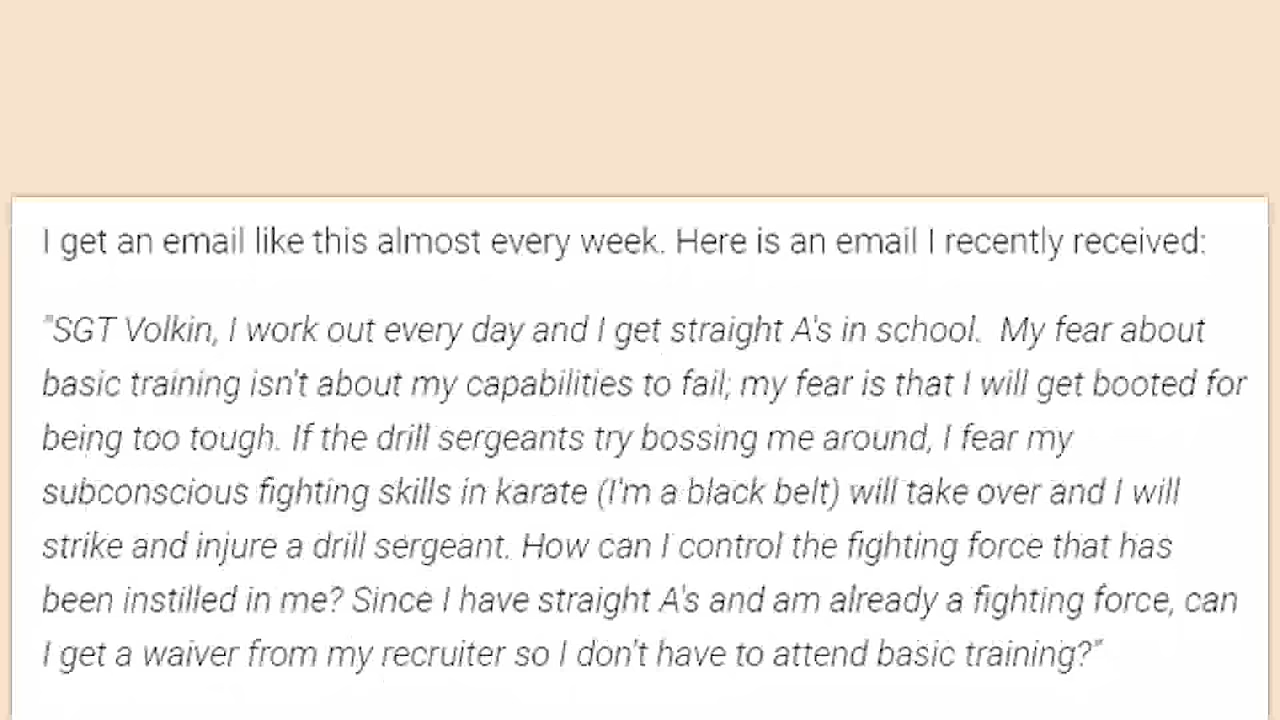 I get an email like this almost every week. Here is an email I recently received:
"SGT Volkin, I work out every day and I get straight A's in school.  My fear about
basic training isn't about my capabilities to fail; my fear is that I will get booted for
being too tough. If the drill sergeants try bossing me around, I fear my
subconscious fighting skills in karate (I'm a black belt) will take over and I will
strike and injure a drill sergeant. How can I control the fighting force that has
been instilled in me? Since I have straight A's and am already a fighting force, can
I get a waiver from my recruiter so I don't have to attend basic training?"